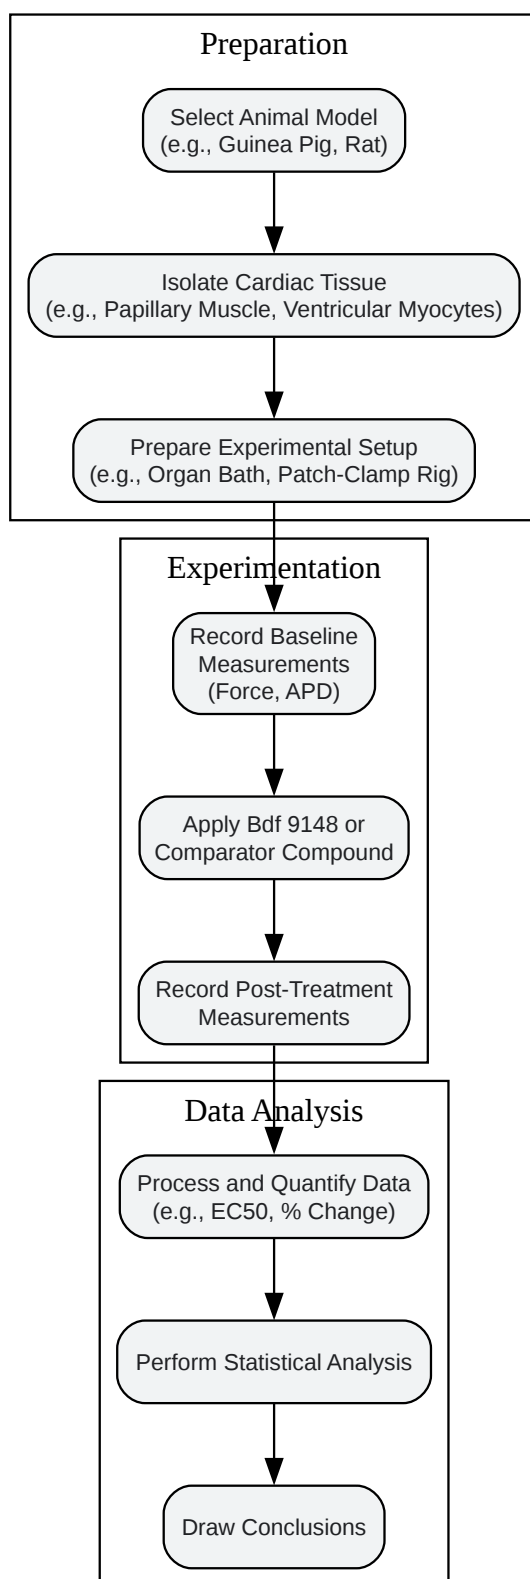 Preparation
Select Animal Model
(e.g., Guinea Pig, Rat)
Isolate Cardiac Tissue
(e.g., Papillary Muscle, Ventricular Myocytes)
Prepare Experimental Setup
(e.g., Organ Bath, Patch-Clamp Rig)
Experimentation
Record Baseline
Measurements
(Force, APD)
Apply Bdf 9148 or
Comparator Compound
Record Post-Treatment
Measurements
Data Analysis
Process and Quantify Data
(e.g., EC50, % Change)
Perform Statistical Analysis
Draw Conclusions